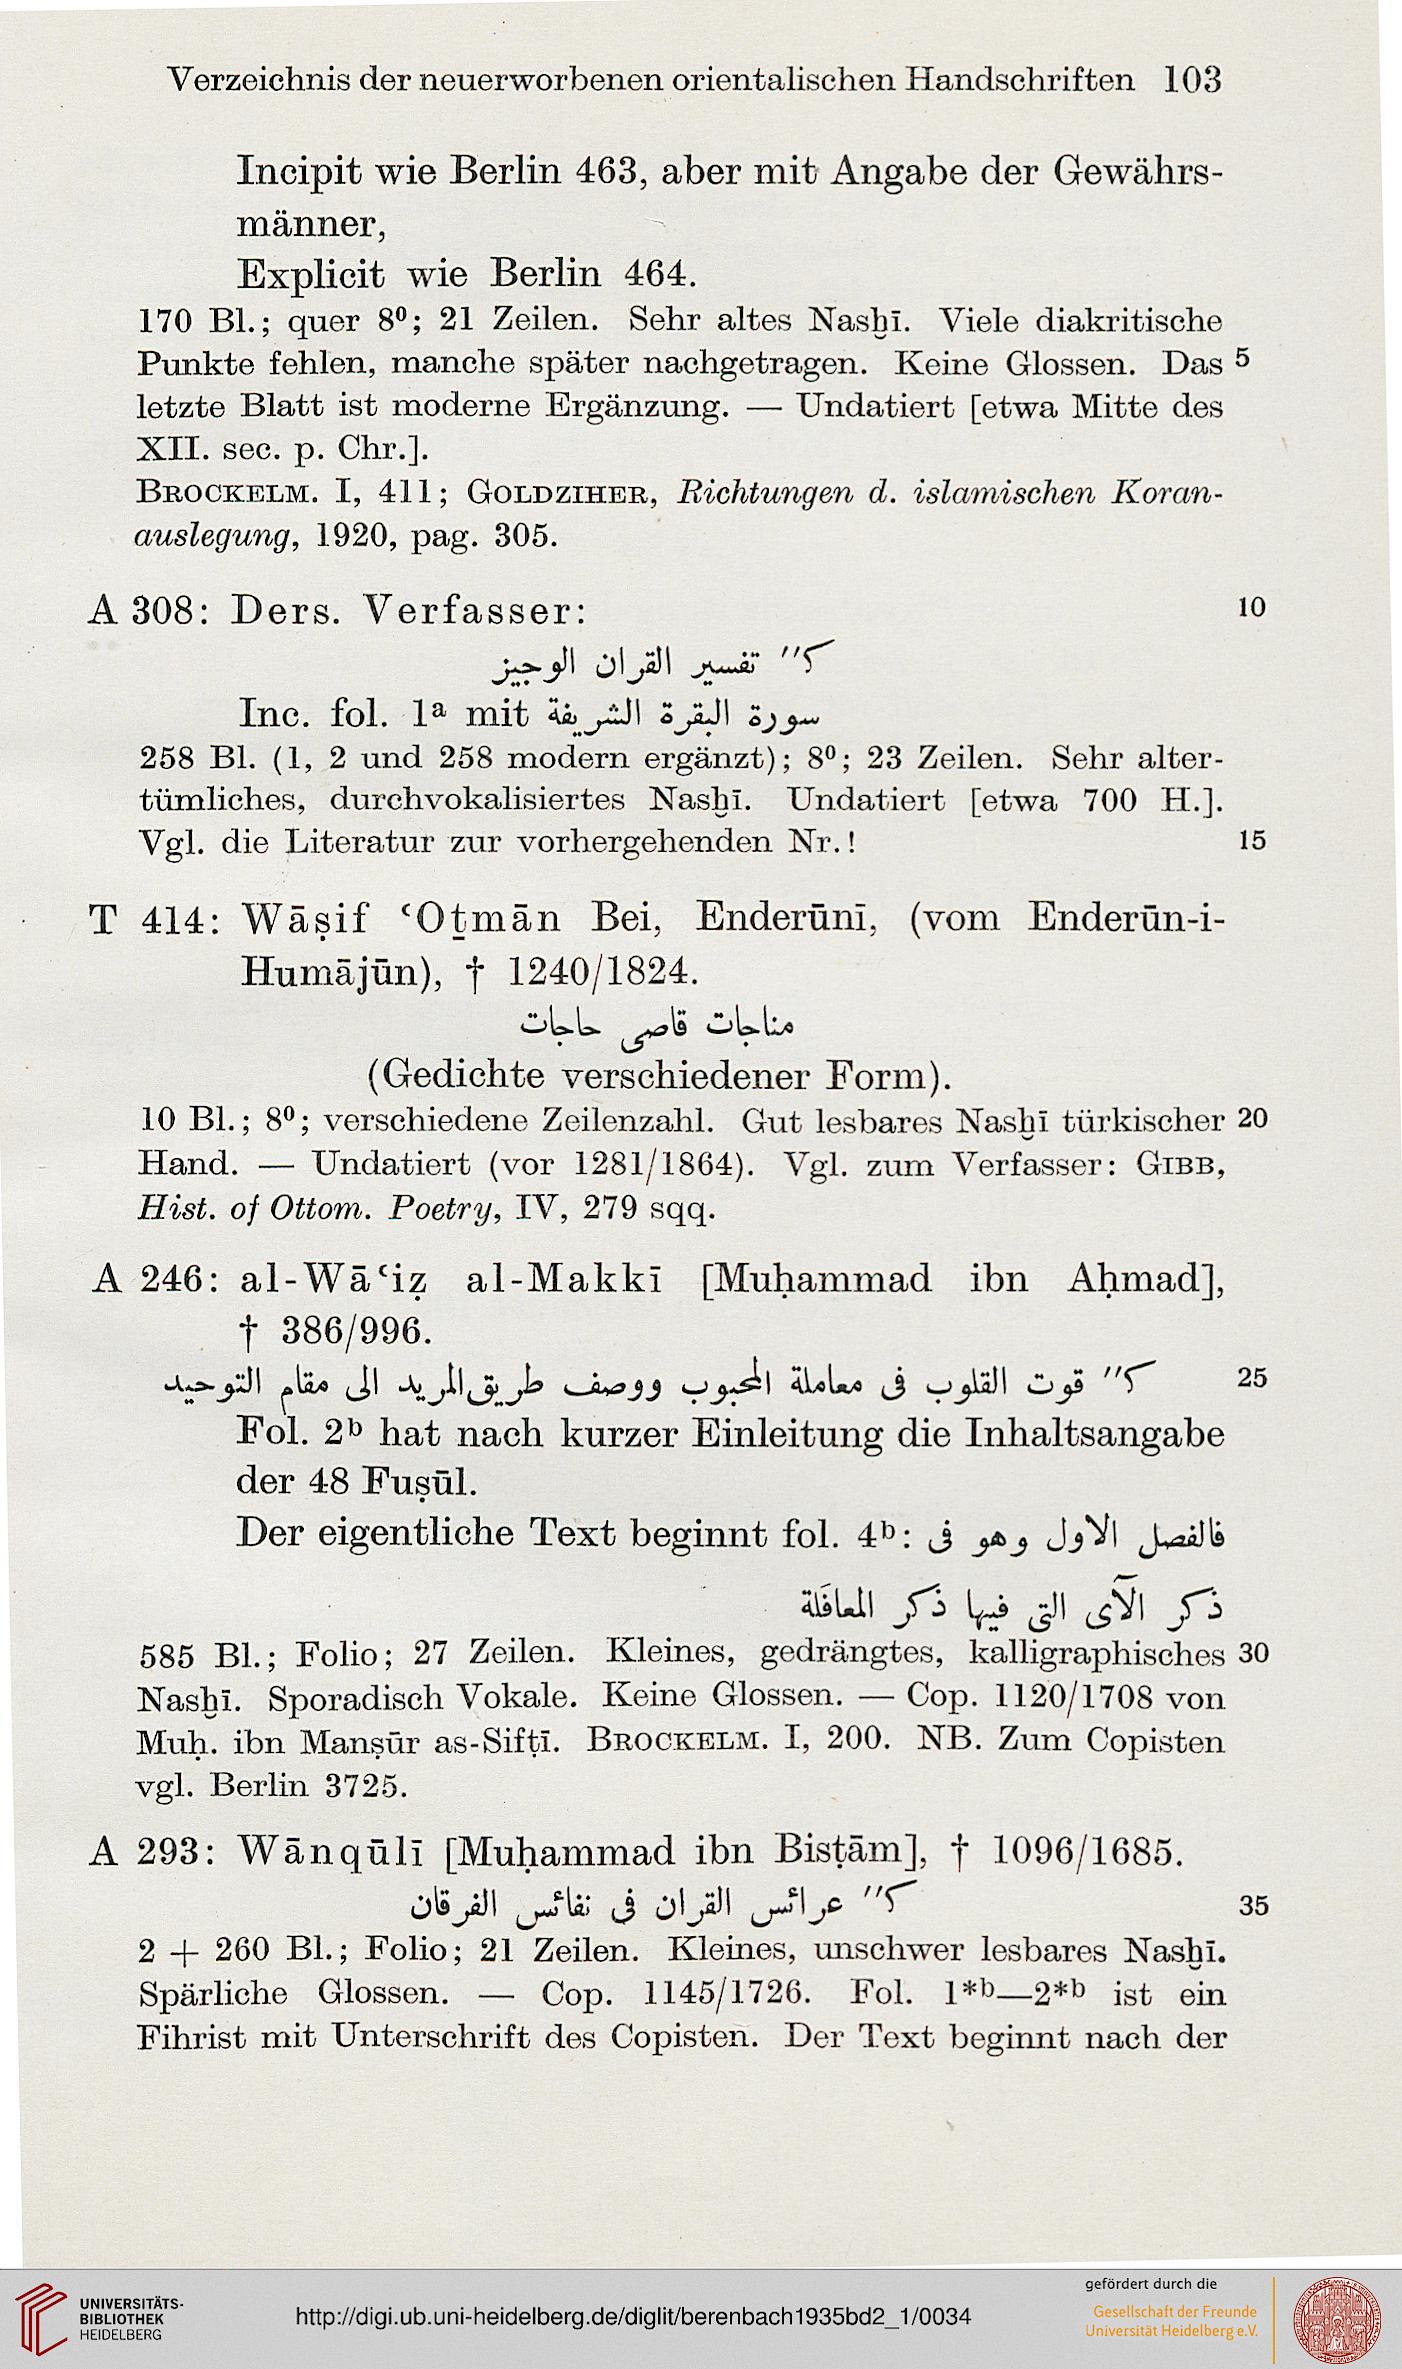 Verzeichnis der neuerworbenen orientalischen Handschriften 103
Incipit wie Berlin 463, aber mit Angabe der Gewährs-
männer,
Explicit wie Berlin 464.
170 Bl.; quer 8⁰; 21 Zeilen. Sehr altes Nasḫī. Viele diakritische
Punkte fehlen, manche später nachgetragen. Keine Glossen. Das 5
letzte Blatt ist moderne Ergänzung. — Undatiert [etwa Mitte des
XII. sec. p. Chr.].
BROCKELM. I, 411; GOLDZIHER, Richtungen d. islamischen Koran-
auslegung, 1920, pag. 305.
A 308: Ders. Verfasser: 10
ك″ تفسير القران الوجيز
Inc. fol. 1ᵃ mit سورة البقرة الشريفة
258 Bl. (1, 2 und 258 modern ergänzt); 8⁰; 23 Zeilen. Sehr alter-
tümliches, durchvokalisiertes Nasḫī. Undatiert [etwa 700 H.].
Vgl. die Literatur zur vorhergehenden Nr.! 15
T 414: Wāṣif ʿOṯmān Bei, Enderūnī, (vom Enderūn-i-
Humājūn), † 1240/1824.
مناجات قاصى حاجات
(Gedichte verschiedener Form).
10 Bl.; 8⁰; verschiedene Zeilenzahl. Gut lesbares Nasḫī türkischer 20
Hand. — Undatiert (vor 1281/1864). Vgl. zum Verfasser: GIBB,
Hist. of Ottom. Poetry, IV, 279 sqq.
A 246: al-Wāʿiẓ al-Makkī [Muḥammad ibn Aḥmad],
† 386/996.
ك″ قوت القلوب فى معاملة المحبوب ووصف طريق المريد الى مقام التوحيد 25
Fol. 2ᵇ hat nach kurzer Einleitung die Inhaltsangabe
der 48 Fuṣūl.
Der eigentliche Text beginnt fol. 4ᵇ: فالفصل الاول وهو فى
ذكر الآى التى فيها ذكر المعافلة
585 Bl.; Folio; 27 Zeilen. Kleines, gedrängtes, kalligraphisches 30
Nasḫī. Sporadisch Vokale. Keine Glossen. — Cop. 1120/1708 von
Muḥ. ibn Manṣūr as-Sifṭī. BROCKELM. I, 200. NB. Zum Copisten
vgl. Berlin 3725.
A 293: Wānqūlī [Muḥammad ibn Bisṭām], † 1096/1685.
ك″ عرائس القران فى نفائس الفرقان 35
2 + 260 Bl.; Folio; 21 Zeilen. Kleines, unschwer lesbares Nasḫī.
Spärliche Glossen. — Cop. 1145/1726. Fol. 1*ᵇ—2*ᵇ ist ein
Fihrist mit Unterschrift des Copisten. Der Text beginnt nach der
UNIVERSITÄTS-
BIBLIOTHEK
HEIDELBERG
http://digi.ub.uni-heidelberg.de/diglit/berenbach1935bd2_1/0034
gefördert durch die
Gesellschaft der Freunde
Universität Heidelberg e.V.